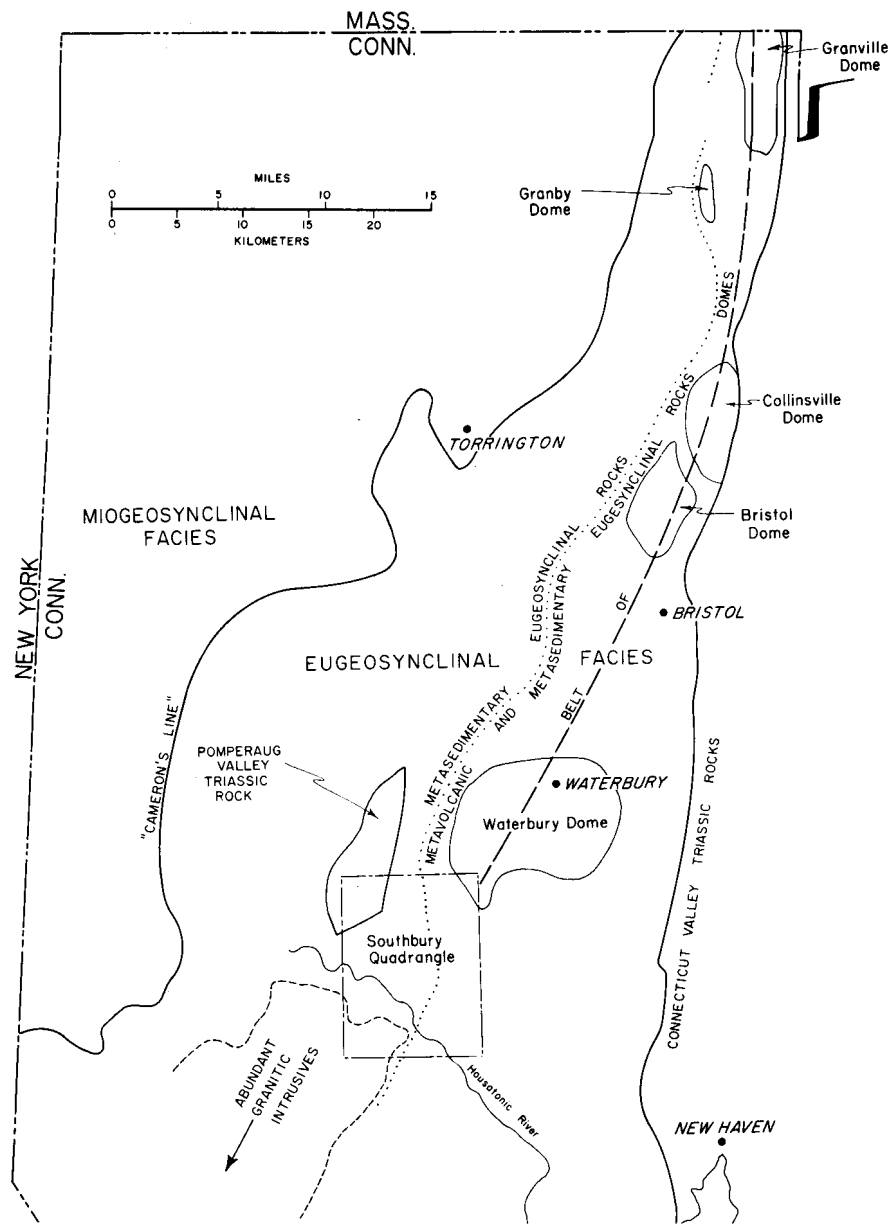 MASS.
CONN.
Granville
Dome
MILES
0 5 10 15
0 5 10 15 20
KILOMETERS
Granby
Dome
DOMES
Collinsville
Dome
TORRINGTON
ROCKS
ROCKS
EUGESYNCLINAL
EUGEOSYNCLINAL
METASEDIMENTARY
MIOGEOSYNCLINAL
FACIES
Bristol
Dome
NEW YORK
CONN.
OF
BRISTOL
EUGEOSYNCLINAL FACIES
BELT
"CAMERON'S LINE"
POMPERAUG
VALLEY
TRIASSIC
ROCK
METASEDIMENTARY
AND
METAVOLCANIC
WATERBURY
Waterbury Dome
CONNECTICUT VALLEY TRIASSIC ROCKS
Southbury
Quadrangle
ABUNDANT
GRANITIC
INTRUSIVES
Housatonic River
NEW HAVEN